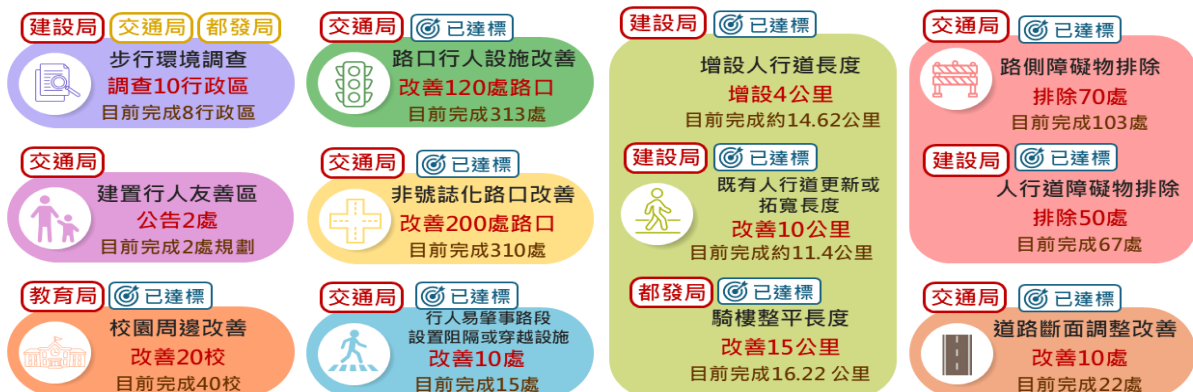 建設局 交通局 都發局
步行環境調查
調查10行政區
目前完成8行政區
交通局
建置行人友善區
公告2處
目前完成2處規劃
教育局 已達標
校園周邊改善
改善20校
目前完成40校
交通局 已達標
路口行人設施改善
改善120處路口
目前完成313處
交通局 已達標
非號誌化路口改善
改善200處路口
目前完成310處
交通局 已達標
行人易肇事路段
設置阻隔或穿越設施
改善10處
目前完成15處
建設局 已達標
增設人行道長度
增設4公里
目前完成約14.62公里
建設局 已達標
既有人行道更新或
拓寬長度
改善10公里
目前完成約11.4公里
都發局 已達標
騎樓整平長度
改善15公里
目前完成16.22 公里
交通局 已達標
路側障礙物排除
排除70處
目前完成103處
建設局 已達標
人行道障礙物排除
排除50處
目前完成67處
交通局 已達標
道路斷面調整改善
改善10處
目前完成22處